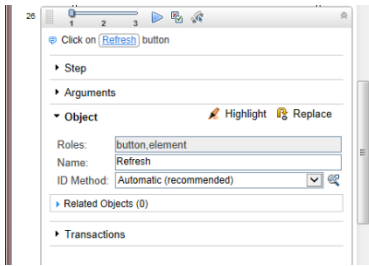 26
1 2 3
Click on Refresh button
Step
Arguments
Object Highlight Replace
Roles: button,element
Name: Refresh
ID Method: Automatic (recommended)
Related Objects (0)
Transactions